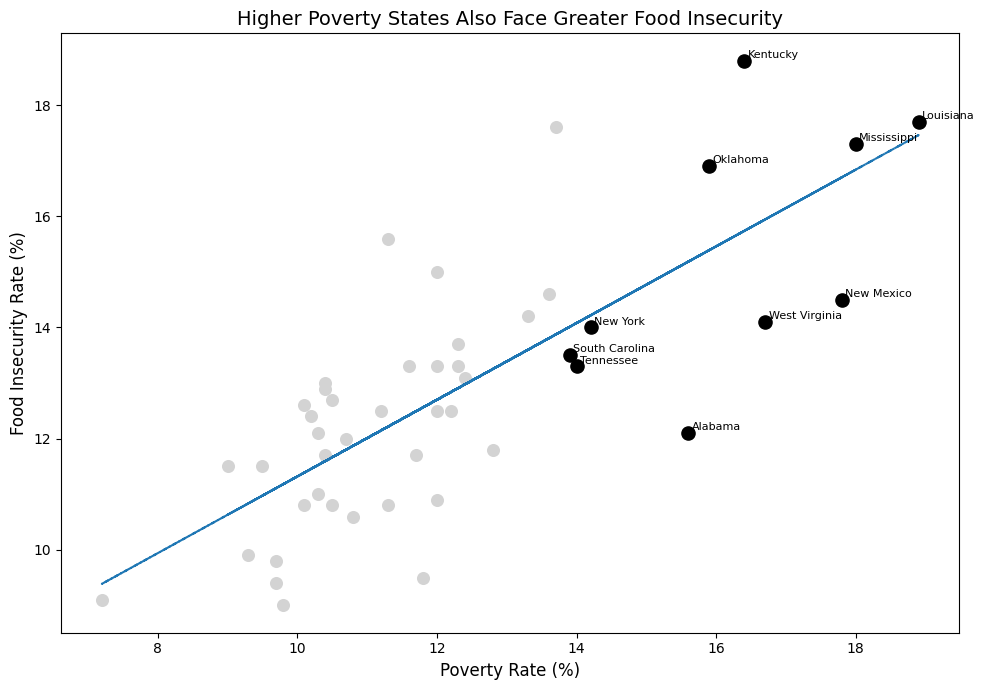 Higher Poverty States Also Face Greater Food Insecurity
Kentucky
Louisiana
Mississippi
Oklahoma
New Mexico
West Virginia
New York
South Carolina
Tennessee
Alabama
18
16
14
12
10
Food Insecurity Rate (%)
8
10
12
14
16
18
Poverty Rate (%)